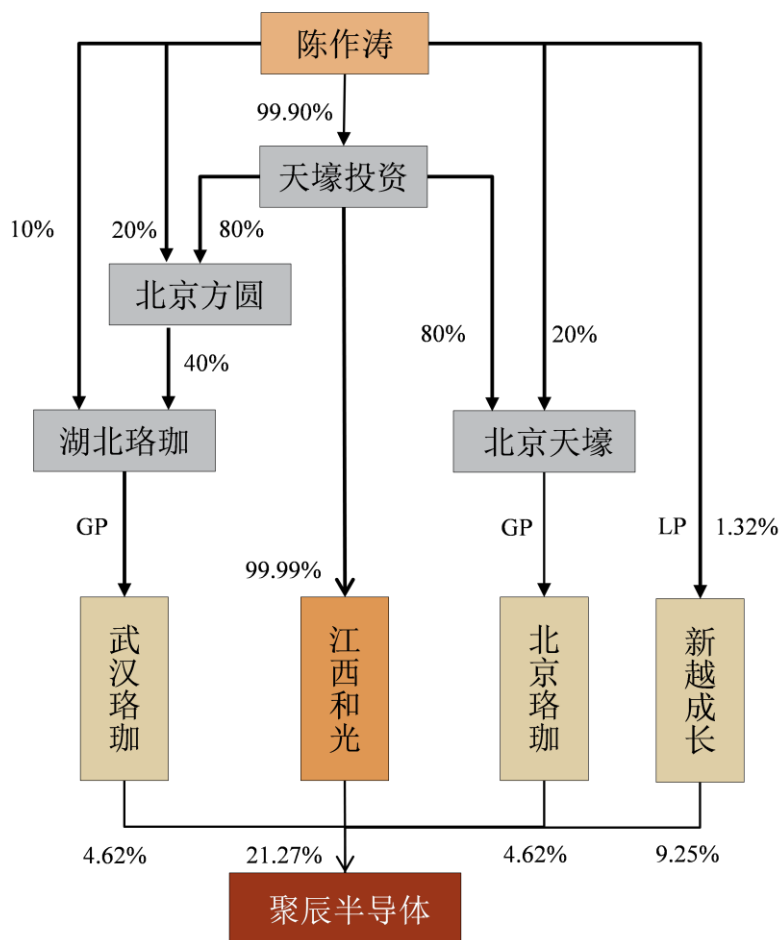 陈作涛
99.90%
天壕投资
10%
20%
80%
北京方圆
40%
80%
20%
湖北珞珈
北京天壕
GP
GP
LP
1.32%
99.99%
武汉珞珈
江西和光
北京珞珈
新越成长
4.62%
21.27%
4.62%
9.25%
聚辰半导体